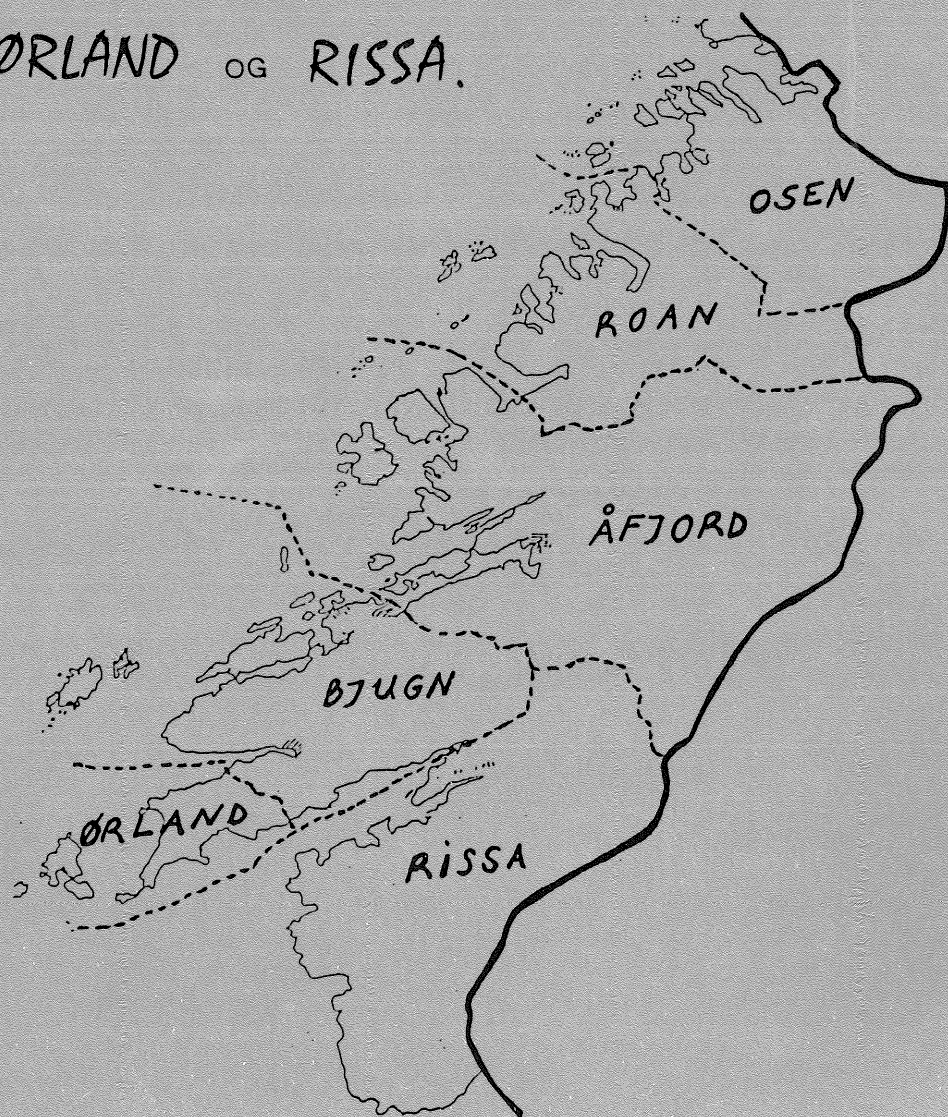 ØRLAND OG RISSA.
OSEN
ROAN
ÅFJORD
BJUGN
ØRLAND
RISSA